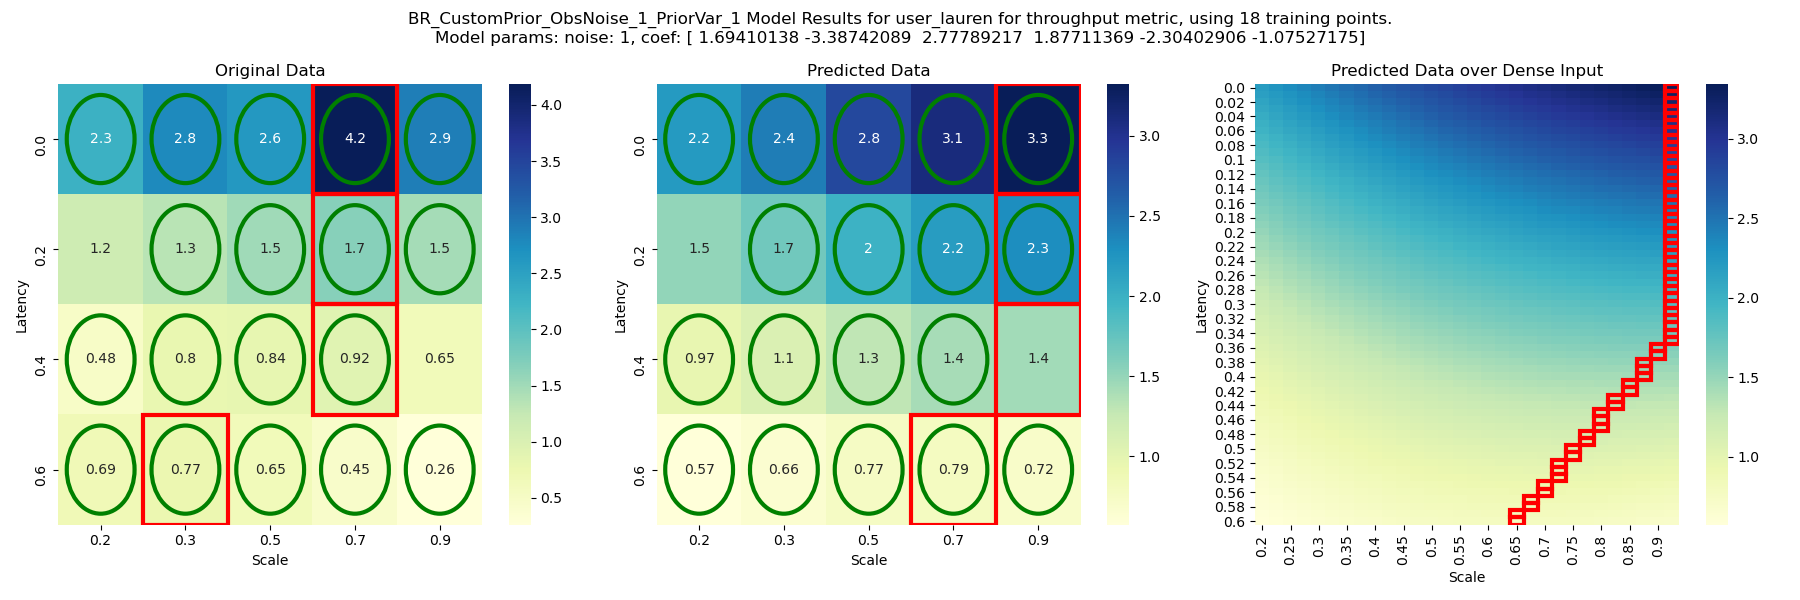 BR_CustomPrior_ObsNoise_1_PriorVar_1 Model Results for user_lauren for throughput metric, using 18 training points.
Model params: noise: 1, coef: [ 1.69410138 -3.38742089  2.77789217  1.87711369 -2.30402906 -1.07527175]
Original Data
Latency
0.0
0.2
0.4
0.6
2.3 2.8 2.6 4.2 2.9
1.2 1.3 1.5 1.7 1.5
0.48 0.8 0.84 0.92 0.65
0.69 0.77 0.65 0.45 0.26
0.2 0.3 0.5 0.7 0.9
Scale
4.0
3.5
3.0
2.5
2.0
1.5
1.0
0.5
Predicted Data
Latency
0.0
0.2
0.4
0.6
2.2 2.4 2.8 3.1 3.3
1.5 1.7 2 2.2 2.3
0.97 1.1 1.3 1.4 1.4
0.57 0.66 0.77 0.79 0.72
0.2 0.3 0.5 0.7 0.9
Scale
3.0
2.5
2.0
1.5
1.0
Predicted Data over Dense Input
Latency
0.0
0.02
0.04
0.06
0.08
0.1
0.12
0.14
0.16
0.18
0.2
0.22
0.24
0.26
0.28
0.3
0.32
0.34
0.36
0.38
0.4
0.42
0.44
0.46
0.48
0.5
0.52
0.54
0.56
0.58
0.6
0.2 0.25 0.3 0.35 0.4 0.45 0.5 0.55 0.6 0.65 0.7 0.75 0.8 0.85 0.9
Scale
3.0
2.5
2.0
1.5
1.0